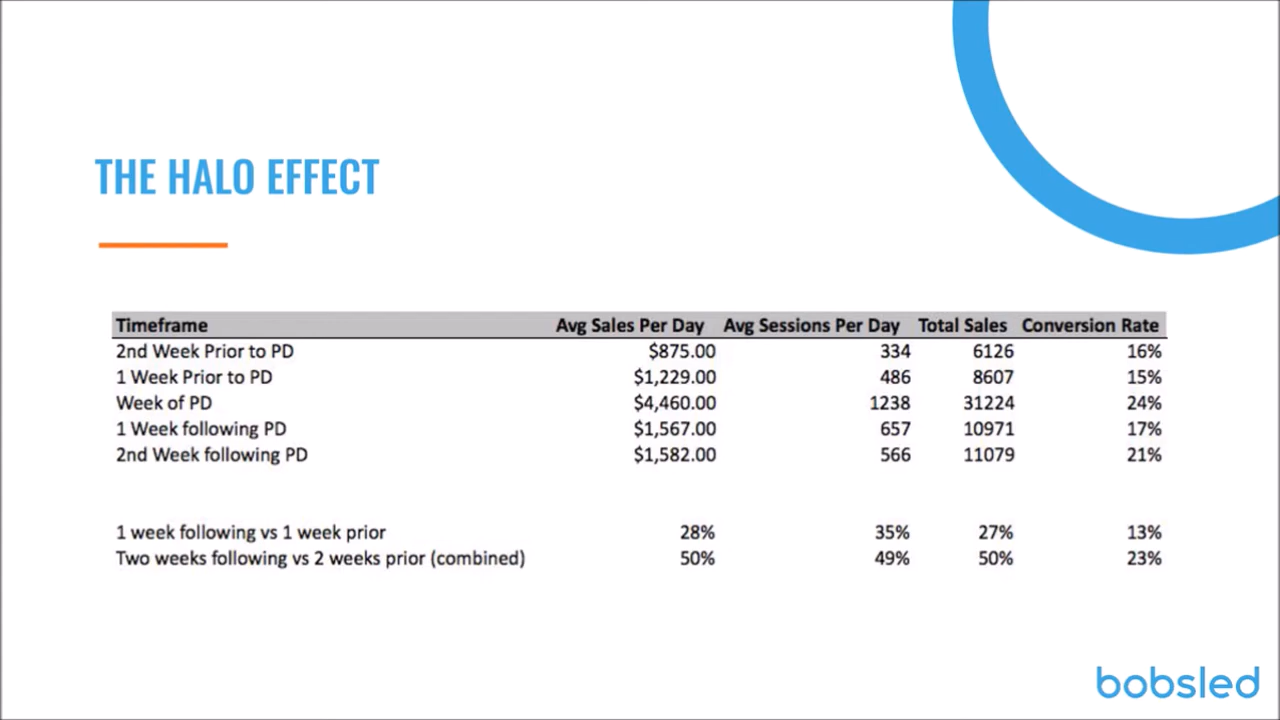 THE HALO EFFECT
Timeframe Avg Sales Per Day Avg Sessions Per Day Total Sales Conversion Rate
2nd Week Prior to PD $875.00 334 6126 16%
1 Week Prior to PD $1,229.00 486 8607 15%
Week of PD $4,460.00 1238 31224 24%
1 Week following PD $1,567.00 657 10971 17%
2nd Week following PD $1,582.00 566 11079 21%
1 week following vs 1 week prior 28% 35% 27% 13%
Two weeks following vs 2 weeks prior (combined) 50% 49% 50% 23%
bobsled